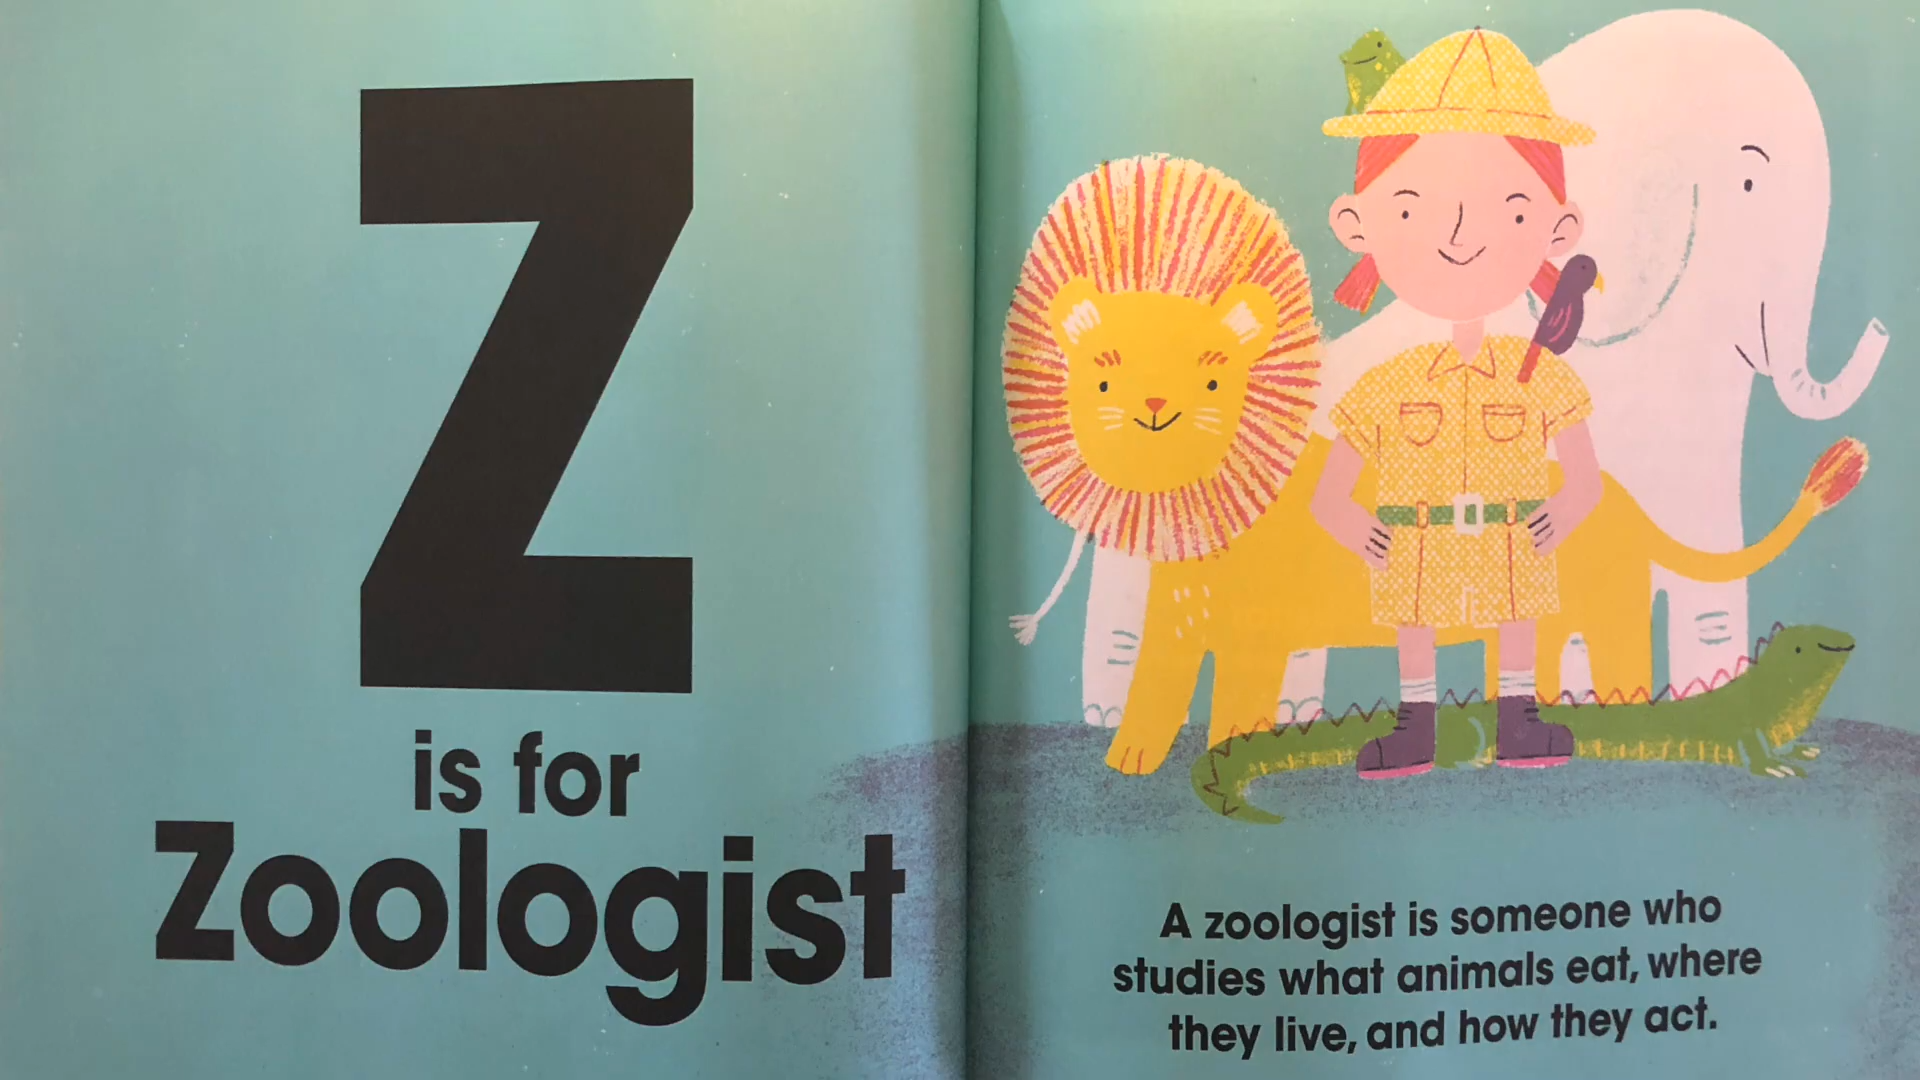 Z
is for
Zoologist
A zoologist is someone who
studies what animals eat, where
they live, and how they act.